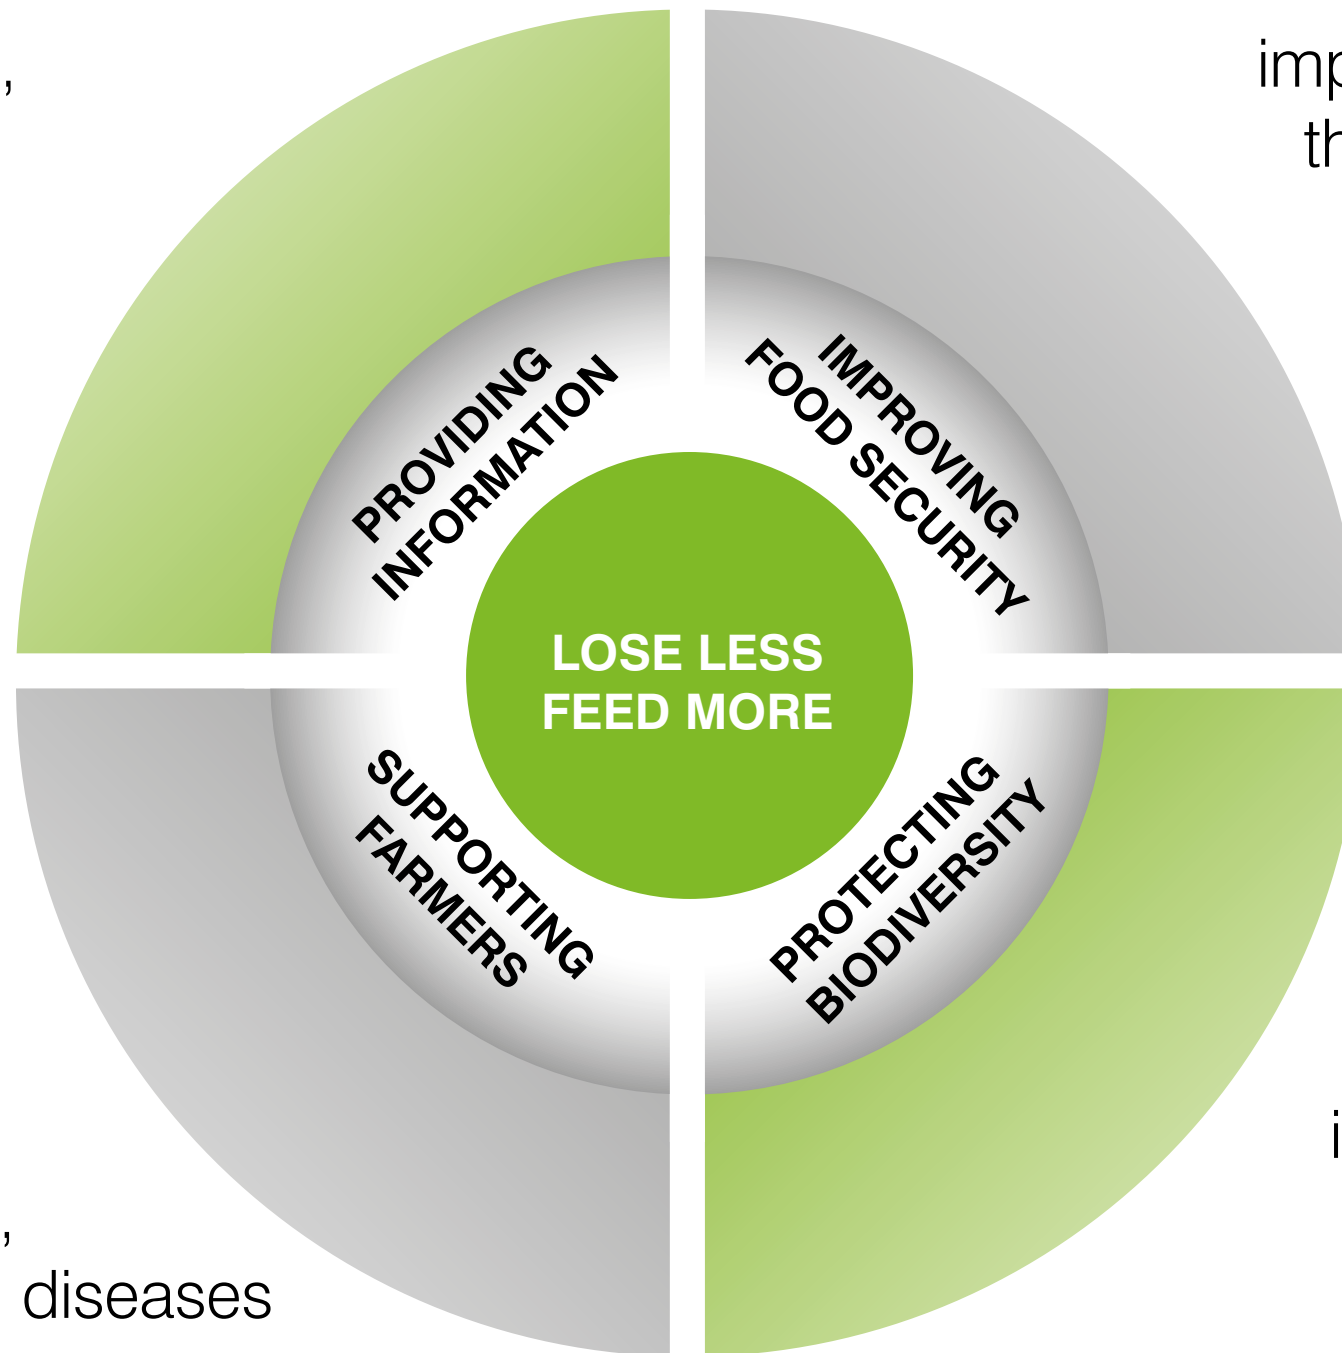 ,
PROVIDING
INFORMATION
IMPROVING
FOOD SECURITY
LOSE LESS
FEED MORE
SUPPORTING
FARMERS
PROTECTING
BIODIVERSITY
,
diseases